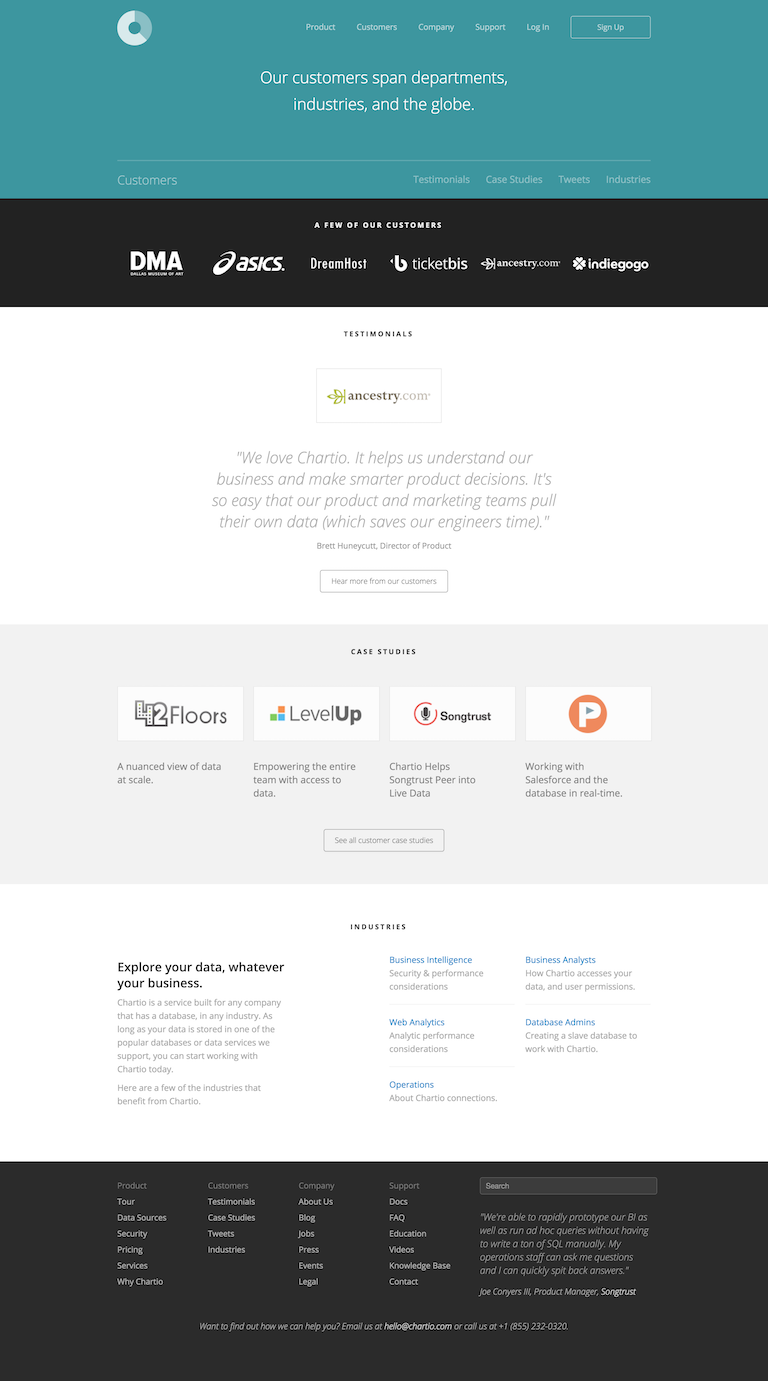 Product Customers Company Support Log In Sign Up
Our customers span departments,
industries, and the globe.
Customers Testimonials Case Studies Tweets Industries
A FEW OF OUR CUSTOMERS
DMA
DALLAS MUSEUM OF ART
asics
DreamHost
ticketbis
ancestry.com
indiegogo
TESTIMONIALS
ancestry.com
"We love Chartio. It helps us understand our
business and make smarter product decisions. It's
so easy that our product and marketing teams pull
their own data (which saves our engineers time)."
Brett Huneycutt, Director of Product
Hear more from our customers
CASE STUDIES
42Floors
LevelUp
Songtrust
P
A nuanced view of data
at scale.
Empowering the entire
team with access to
data.
Chartio Helps
Songtrust Peer into
Live Data
Working with
Salesforce and the
database in real-time.
See all customer case studies
INDUSTRIES
Explore your data, whatever
your business.
Chartio is a service built for any company
that has a database, in any industry. As
long as your data is stored in one of the
popular databases or data services we
support, you can start working with
Chartio today.
Here are a few of the industries that
benefit from Chartio.
Business Intelligence
Security & performance
considerations
Business Analysts
How Chartio accesses your
data, and user permissions.
Web Analytics
Analytic performance
considerations
Database Admins
Creating a slave database to
work with Chartio.
Operations
About Chartio connections.
Product
Tour
Data Sources
Security
Pricing
Services
Why Chartio
Customers
Testimonials
Case Studies
Tweets
Industries
Company
About Us
Blog
Jobs
Press
Events
Legal
Support
Docs
FAQ
Education
Videos
Knowledge Base
Contact
Search
"We're able to rapidly prototype our BI as
well as run ad hoc queries without having
to write a ton of SQL manually. My
operations staff can ask me questions
and I can quickly spit back answers."
Joe Conyers III, Product Manager, Songtrust
Want to find out how we can help you? Email us at hello@chartio.com or call us at +1 (855) 232-0320.